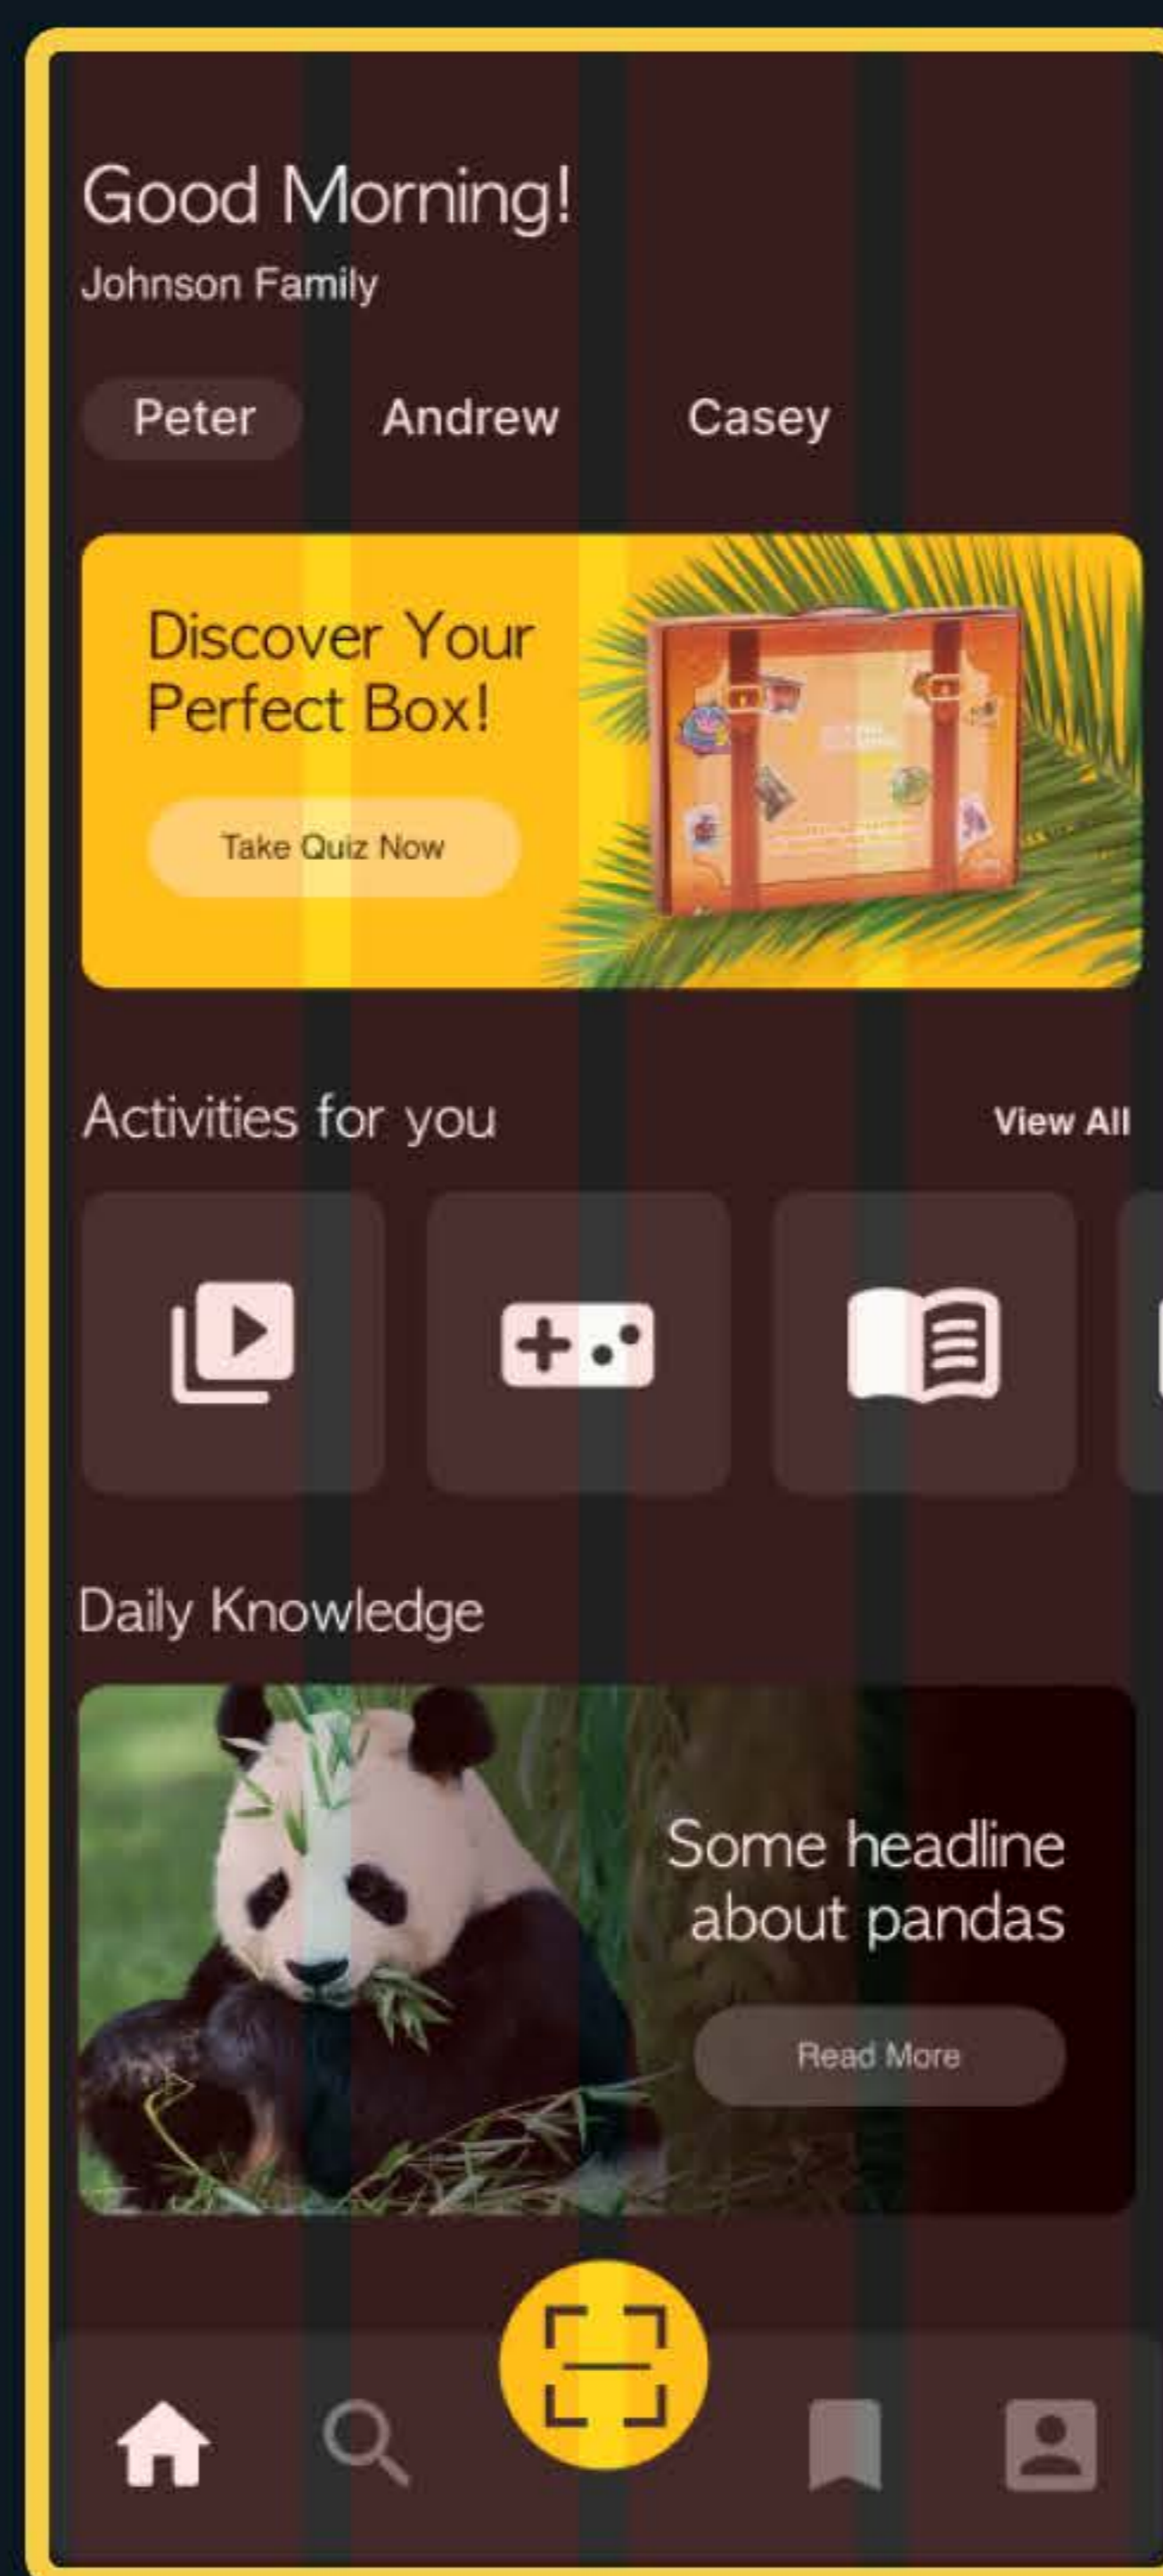 Good Morning!
Johnson Family
Peter Andrew Casey
Discover Your
Perfect Box!
Take Quiz Now
Activities for you View All
Daily Knowledge
Some headline
about pandas
Read More